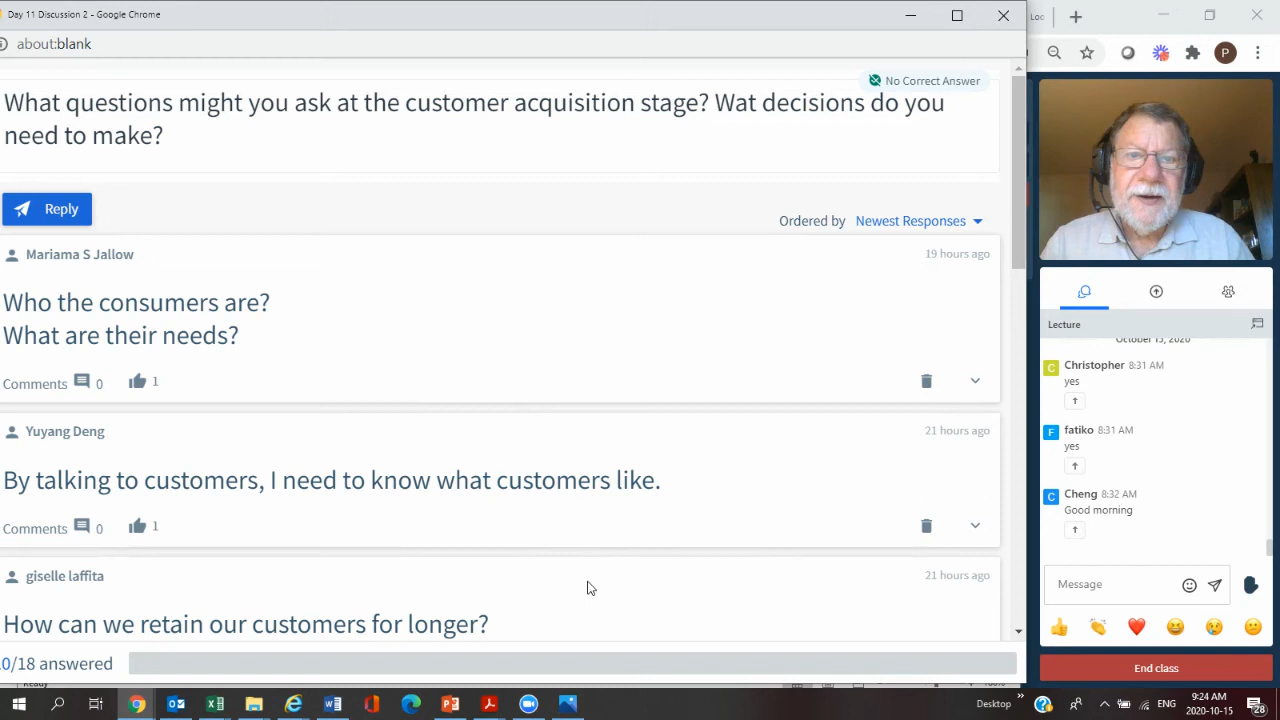 Day 11 Discussion 2 - Google Chrome
about:blank
No Correct Answer
What questions might you ask at the customer acquisition stage? Wat decisions do you
need to make?
Reply
Ordered by Newest Responses
Mariama S Jallow
19 hours ago
Who the consumers are?
What are their needs?
Comments 0 1
Yuyang Deng
21 hours ago
By talking to customers, I need to know what customers like.
Comments 0 1
giselle laffita
21 hours ago
How can we retain our customers for longer?
0/18 answered
P
Lecture
October 15, 2020
C
Christopher 8:31 AM
yes
F
fatiko 8:31 AM
yes
C
Cheng 8:32 AM
Good morning
Message
End class
Desktop
ENG
9:24 AM
2020-10-15
28